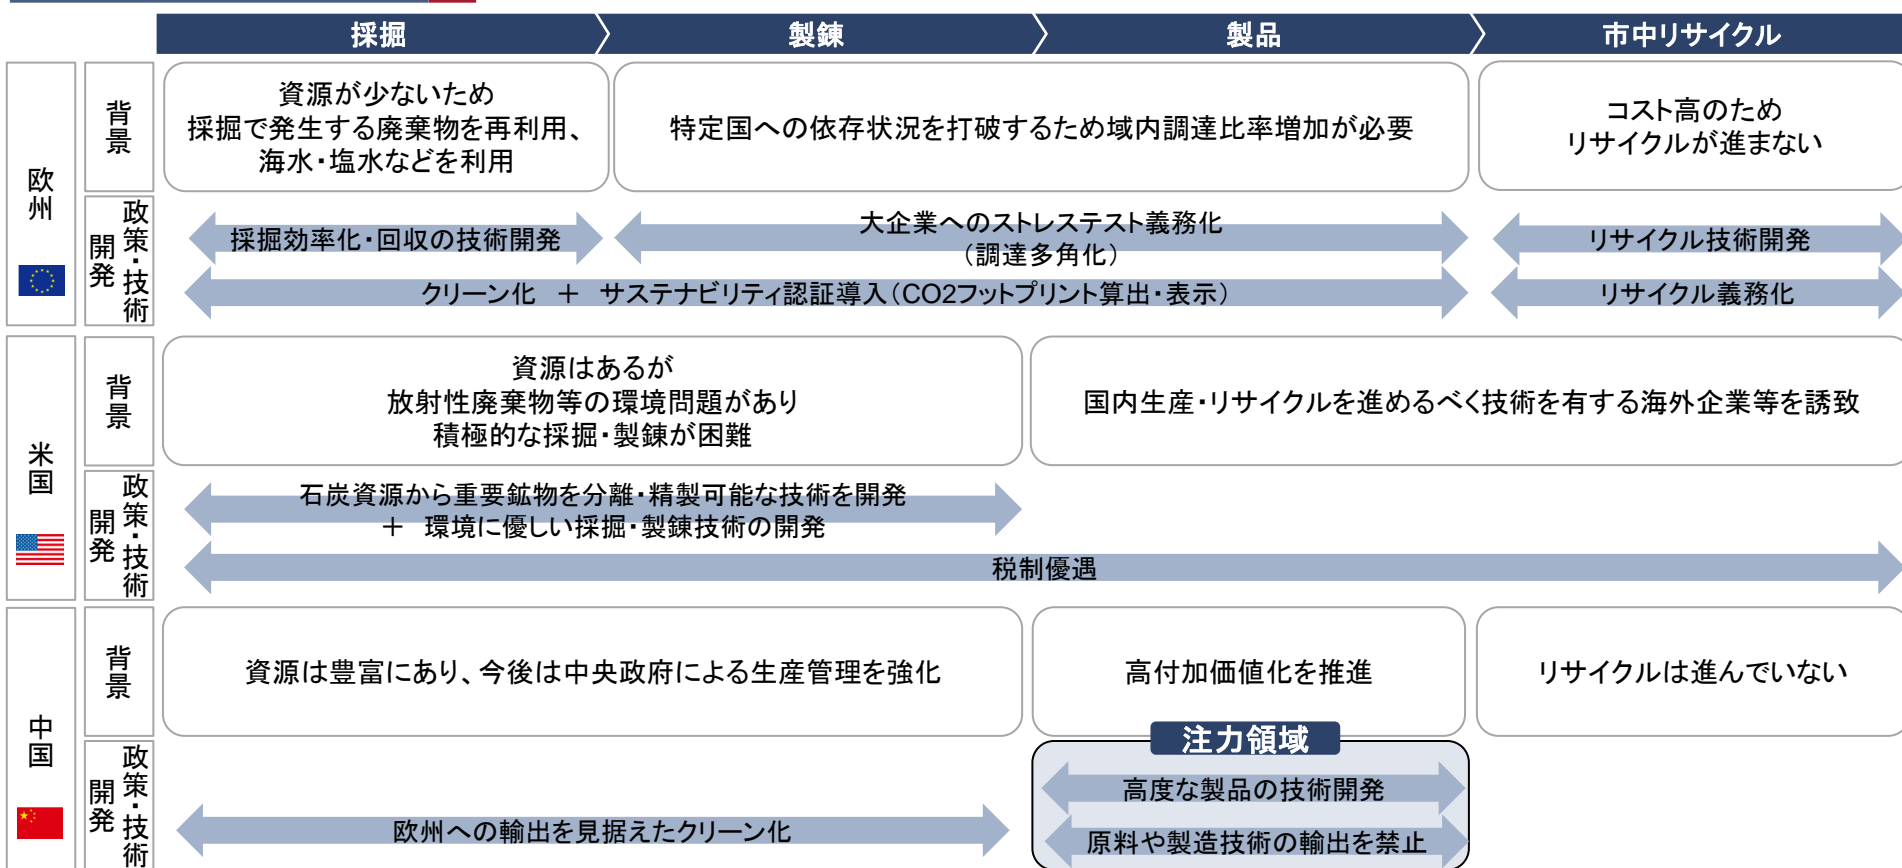 採掘
製錬
製品
市中リサイクル
欧州
背景
資源が少ないため
採掘で発生する廃棄物を再利用、
海水・塩水などを利用
特定国への依存状況を打破するため域内調達比率増加が必要
コスト高のため
リサイクルが進まない
政策・技術
開発
採掘効率化・回収の技術開発
大企業へのストレステスト義務化
（調達多角化）
リサイクル技術開発
クリーン化　＋　サステナビリティ認証導入（CO2フットプリント算出・表示）
リサイクル義務化
米国
背景
資源はあるが
放射性廃棄物等の環境問題があり
積極的な採掘・製錬が困難
国内生産・リサイクルを進めるべく技術を有する海外企業等を誘致
政策・技術
開発
石炭資源から重要鉱物を分離・精製可能な技術を開発
＋　環境に優しい採掘・製錬技術の開発
税制優遇
中国
背景
資源は豊富にあり、今後は中央政府による生産管理を強化
高付加価値化を推進
リサイクルは進んでいない
政策・技術
開発
注力領域
高度な製品の技術開発
欧州への輸出を見据えたクリーン化
原料や製造技術の輸出を禁止